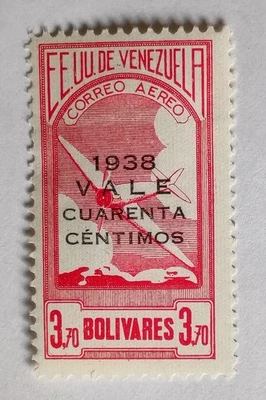 EE.UU. DE VENEZUELA
CORREO AEREO
1938
VALE
CUARENTA
CÉNTIMOS
3,70 BOLIVARES 3,70